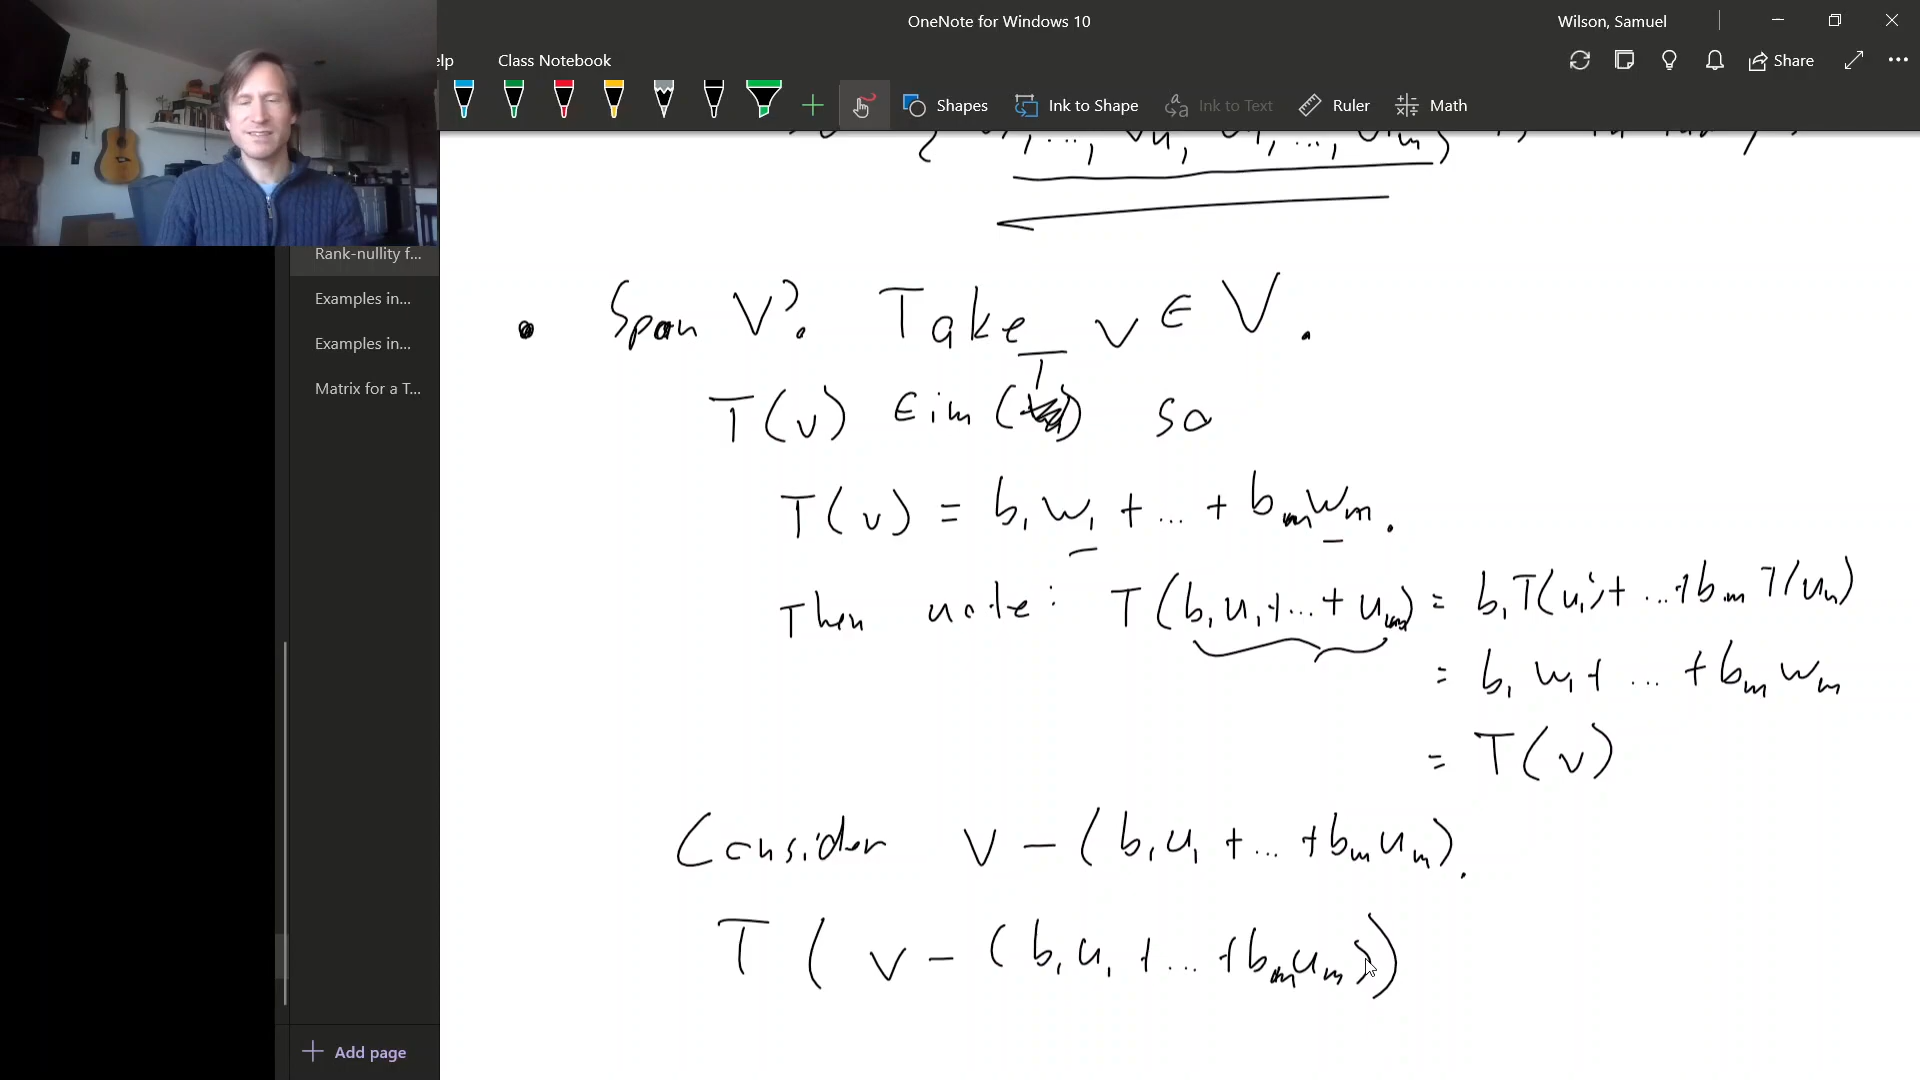 OneNote for Windows 10
Wilson, Samuel
elp
Class Notebook
Share
Shapes
Ink to Shape
Ink to Text
Ruler
Math
Rank-nullity f...
Examples in...
Examples in...
Matrix for a T...
Add page
• Span V? Take v ∈ V.
T(v) ∈ im(T) so
T(v) = b₁w₁ + ... + bₘwₘ.
Then note: T(b₁u₁+...+uₘ) = b₁T(u₁)+ ...+bₘT(uₙ)
= b₁w₁+ ... +bₘwₘ
= T(v)
Consider v − (b₁u₁ + ... +bₘuₘ).
T(v − (b₁u₁ + ... +bₘuₘ))